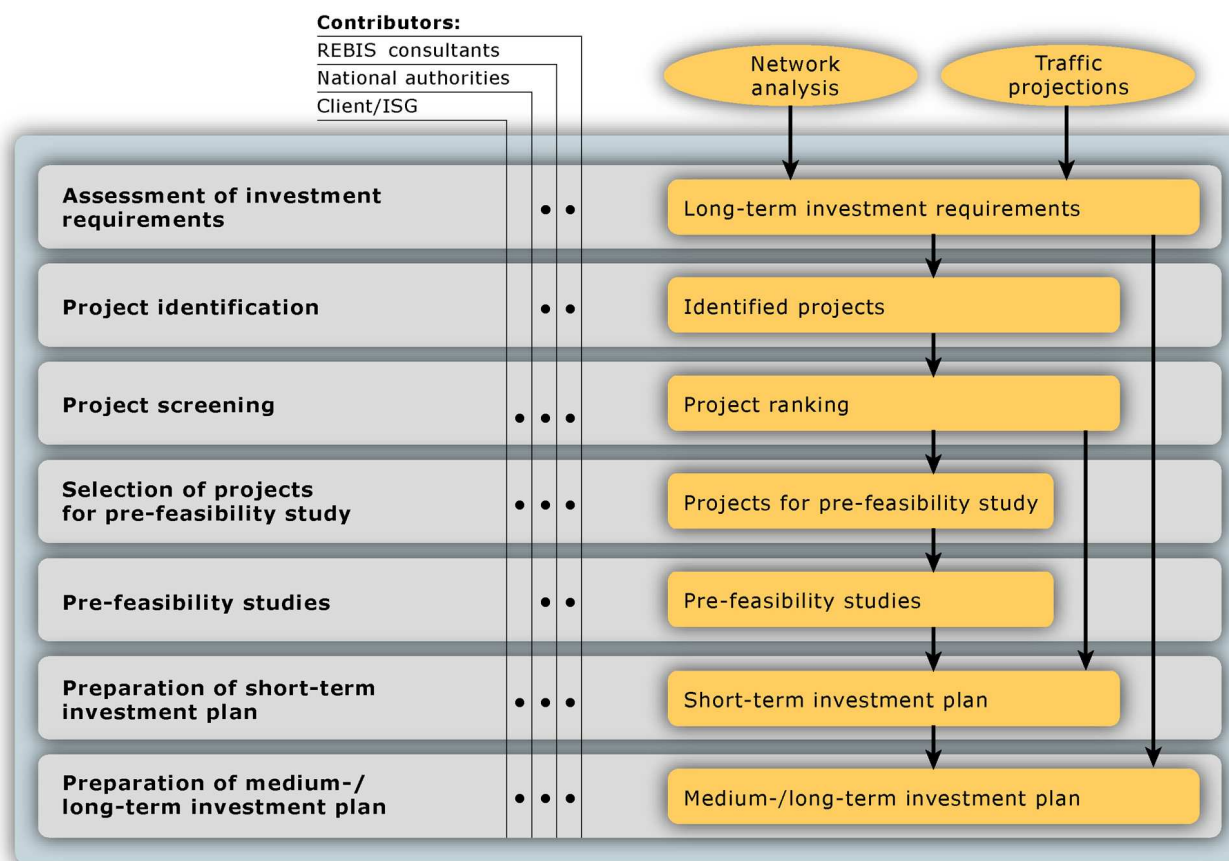 Contributors:
REBIS consultants
National authorities
Client/ISG
Network
analysis
Traffic
projections
Assessment of investment
requirements
Long-term investment requirements
Project identification
Identified projects
Project screening
Project ranking
Selection of projects
for pre-feasibility study
Projects for pre-feasibility study
Pre-feasibility studies
Pre-feasibility studies
Preparation of short-term
investment plan
Short-term investment plan
Preparation of medium-/
long-term investment plan
Medium-/long-term investment plan